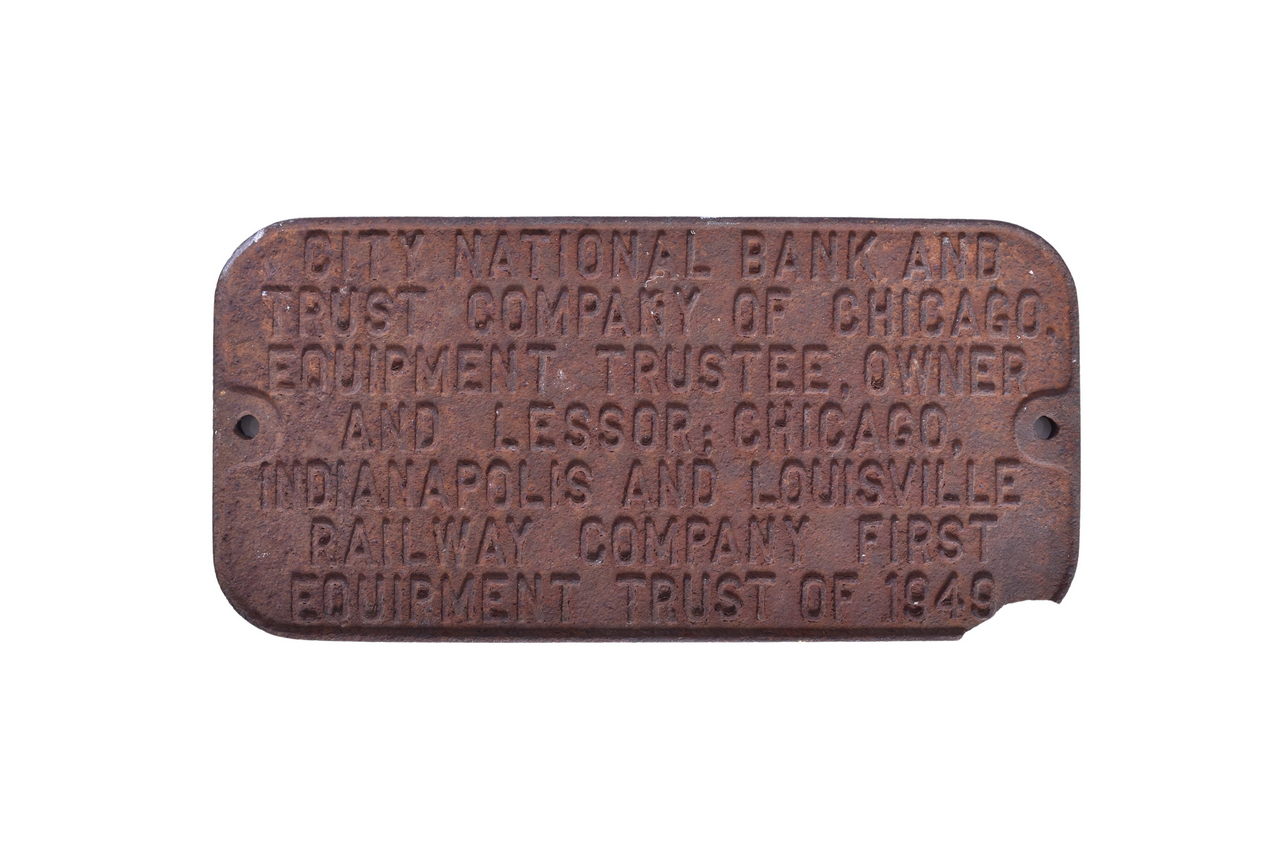 CITY NATIONAL BANK AND
TRUST COMPANY OF CHICAGO.
EQUIPMENT TRUSTEE, OWNER
AND LESSOR; CHICAGO,
INDIANAPOLIS AND LOUISVILLE
RAILWAY COMPANY FIRST
EQUIPMENT TRUST OF 1949